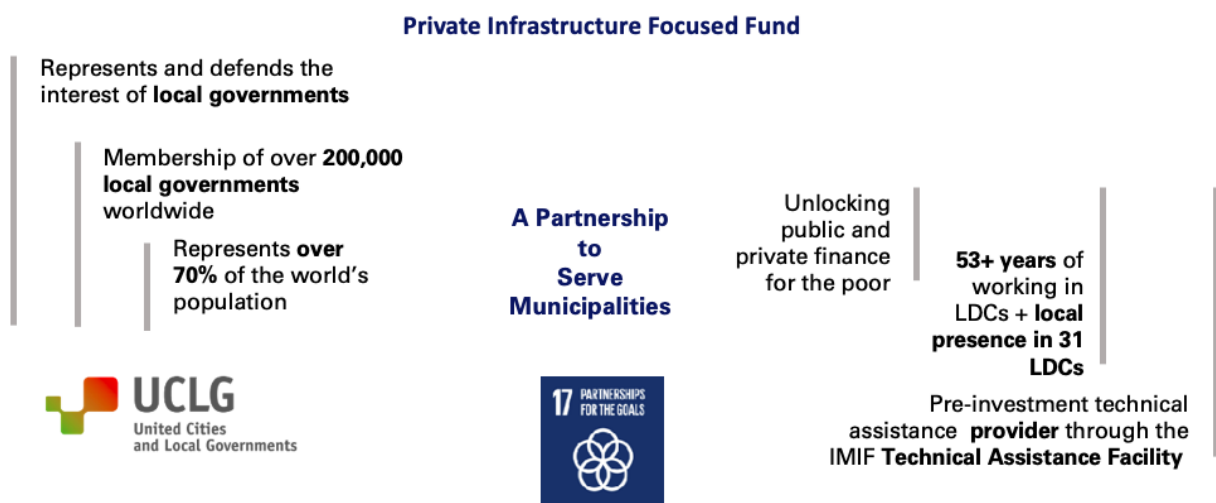 Private Infrastructure Focused Fund
Represents and defends the
interest of local governments
Membership of over 200,000
local governments
worldwide
Represents over
70% of the world's
population
UCLG
United Cities
and Local Governments
A Partnership
to
Serve
Municipalities
17 PARTNERSHIPS
FOR THE GOALS
Unlocking
public and
private finance
for the poor
53+ years of
working in
LDCs + local
presence in 31
LDCs
Pre-investment technical
assistance provider through the
IMIF Technical Assistance Facility